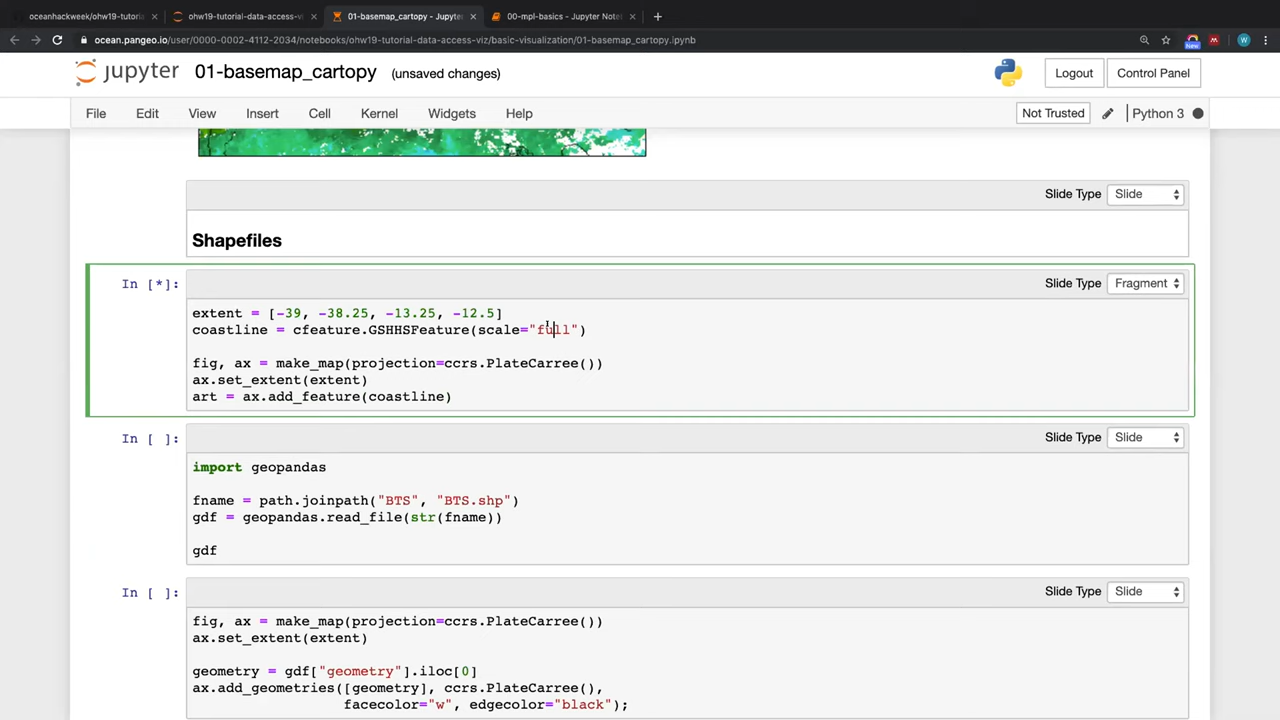 oceanhackweek/ohw19-tutoria
ohw19-tutorial-data-access-vi
01-basemap_cartopy - Jupyter
00-mpl-basics - Jupyter Note
ocean.pangeo.io/user/0000-0002-4112-2034/notebooks/ohw19-tutorial-data-access-viz/basic-visualization/01-basemap_cartopy.ipynb
New
W
jupyter 01-basemap_cartopy (unsaved changes)
Logout
Control Panel
File Edit View Insert Cell Kernel Widgets Help
Not Trusted
Python 3
Slide Type Slide
Shapefiles
Slide Type Fragment
In [*]:
extent = [-39, -38.25, -13.25, -12.5]
coastline = cfeature.GSHHSFeature(scale="full")
fig, ax = make_map(projection=ccrs.PlateCarree())
ax.set_extent(extent)
art = ax.add_feature(coastline)
In [ ]:
Slide Type Slide
import geopandas
fname = path.joinpath("BTS", "BTS.shp")
gdf = geopandas.read_file(str(fname))
gdf
In [ ]:
Slide Type Slide
fig, ax = make_map(projection=ccrs.PlateCarree())
ax.set_extent(extent)
geometry = gdf["geometry"].iloc[0]
ax.add_geometries([geometry], ccrs.PlateCarree(),
facecolor="w", edgecolor="black");